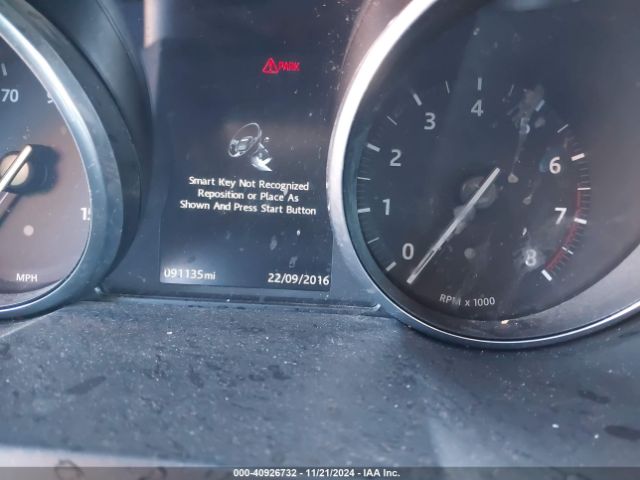 PARK
Smart Key Not Recognized
Reposition or Place As
Shown And Press Start Button
091135mi
22/09/2016
70
MPH
0
1
2
3
4
5
6
7
8
RPM x 1000
000-40926732 - 11/21/2024 - IAA Inc.